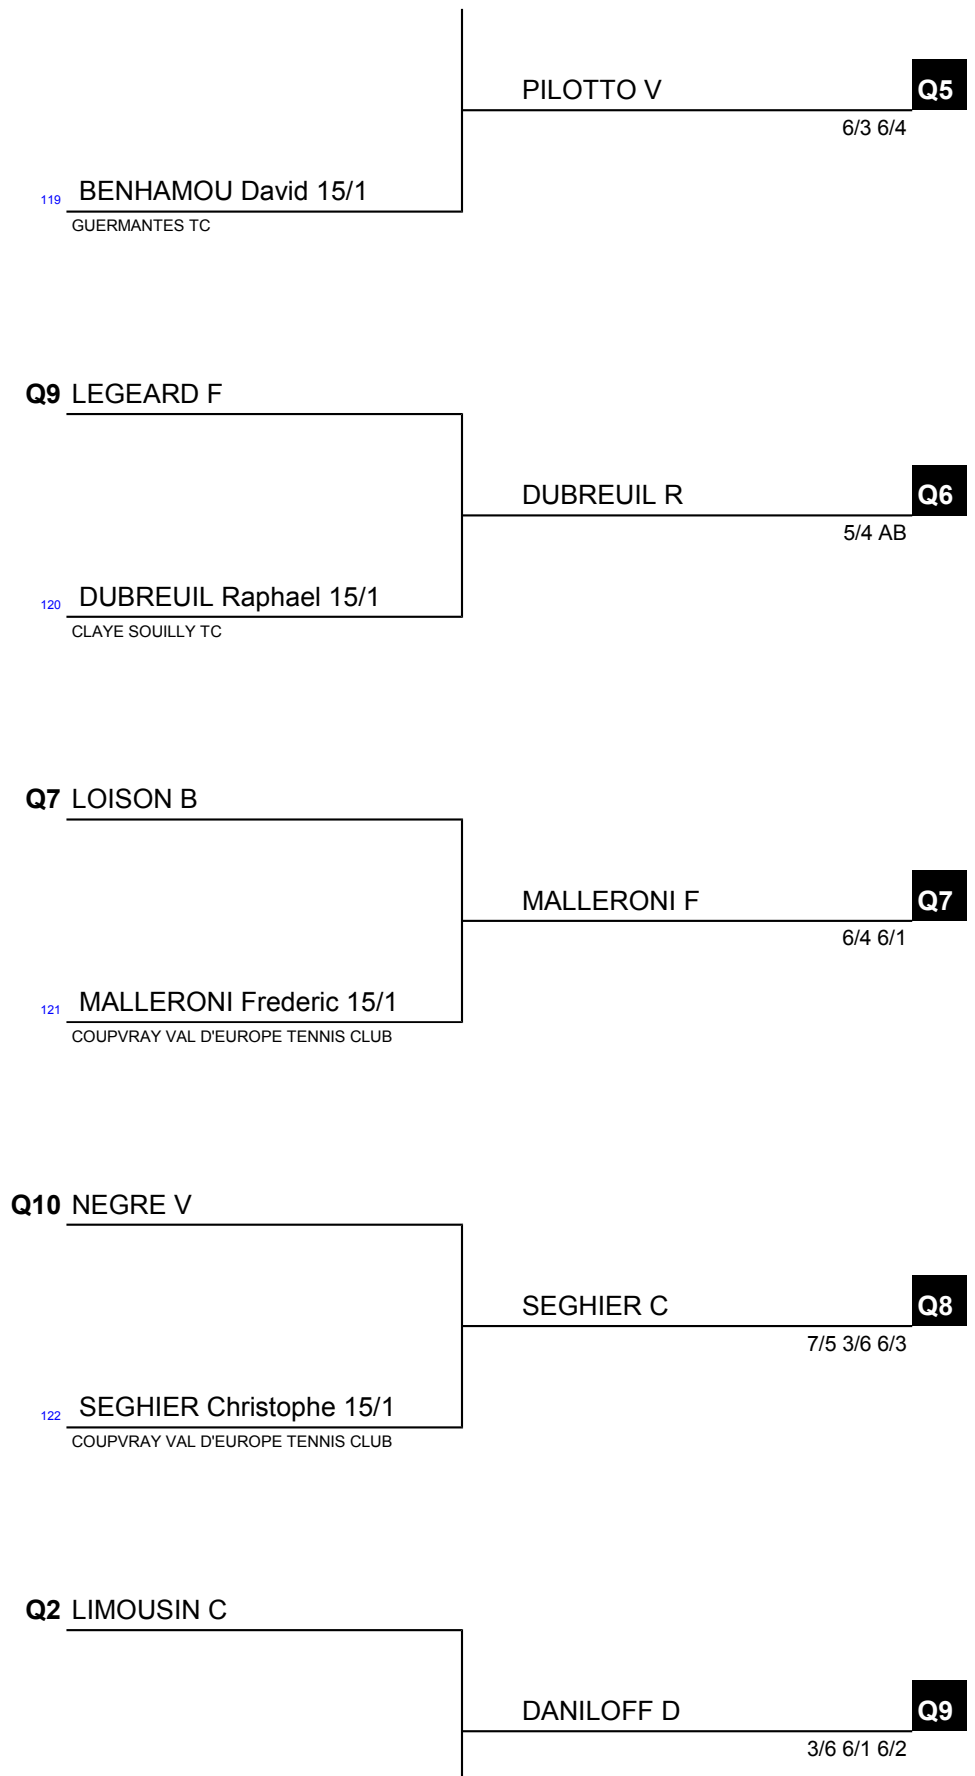 PILOTTO V Q5
6/3 6/4
119 BENHAMOU David 15/1
GUERMANTES TC
Q9 LEGEARD F
DUBREUIL R Q6
5/4 AB
120 DUBREUIL Raphael 15/1
CLAYE SOUILLY TC
Q7 LOISON B
MALLERONI F Q7
6/4 6/1
121 MALLERONI Frederic 15/1
COUPVRAY VAL D'EUROPE TENNIS CLUB
Q10 NEGRE V
SEGHIER C Q8
7/5 3/6 6/3
122 SEGHIER Christophe 15/1
COUPVRAY VAL D'EUROPE TENNIS CLUB
Q2 LIMOUSIN C
DANILOFF D Q9
3/6 6/1 6/2